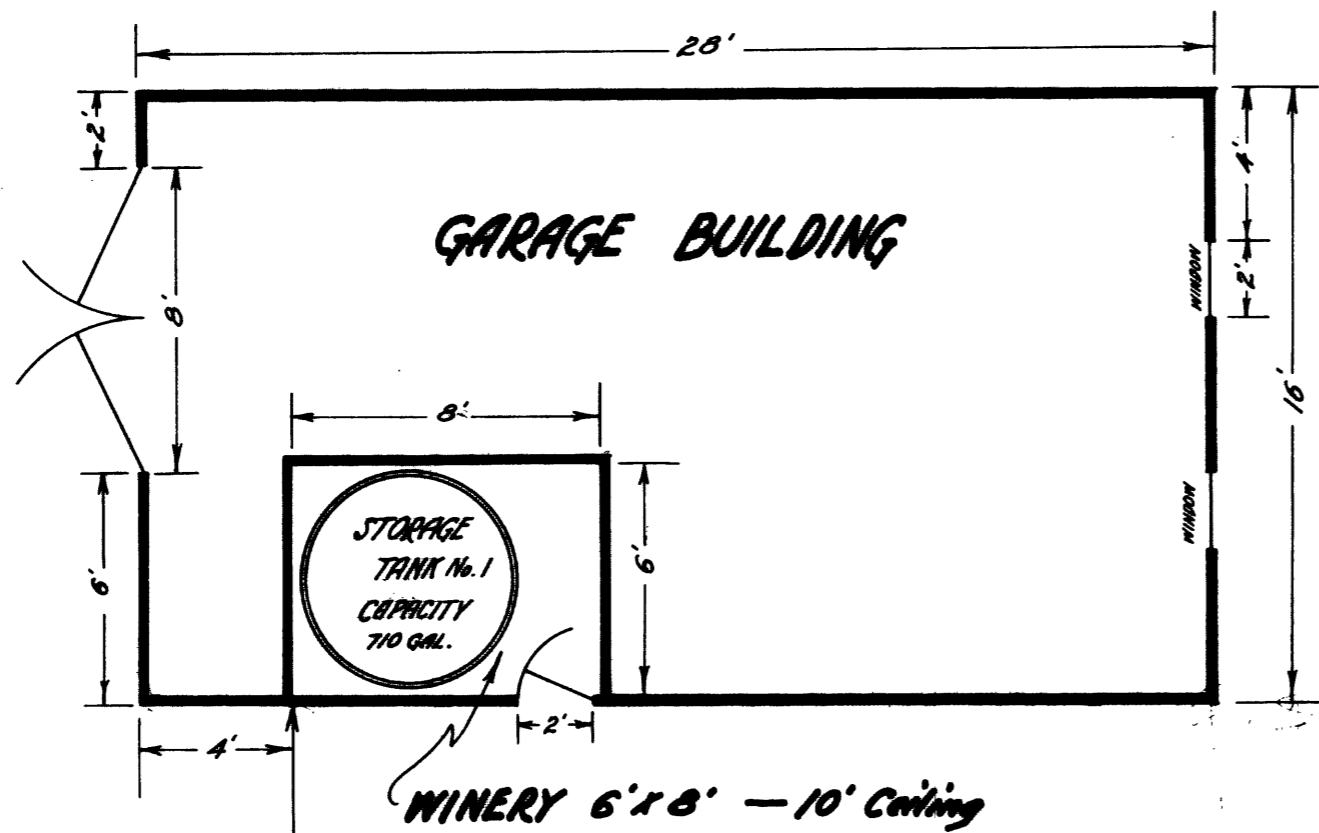 28'
2'
4'
GARAGE BUILDING
WINDOW
2'
8'
16'
8'
WINDOW
STORAGE
TANK No. 1
CAPACITY
710 GAL.
6'
6'
4'
2'
WINERY 6' x 8' — 10' Ceiling